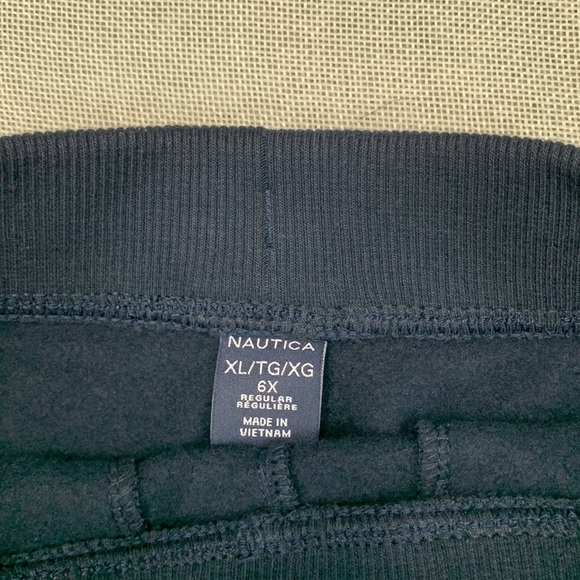 NAUTICA
XL/TG/XG
6X
REGULAR
RÉGULIÈRE
MADE IN
VIETNAM